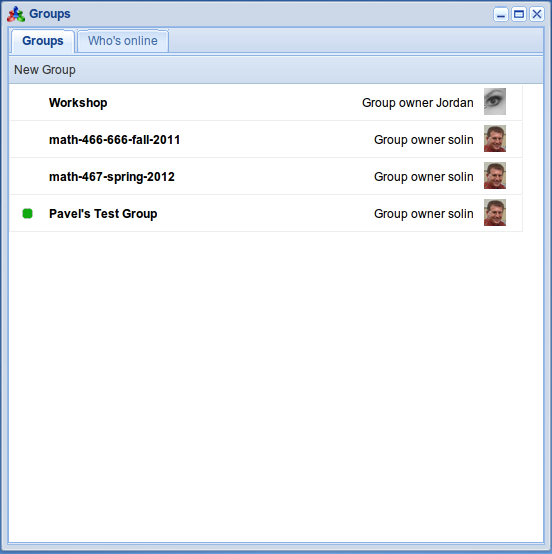 Groups
Groups Who's online
New Group
Workshop Group owner Jordan
math-466-666-fall-2011 Group owner solin
math-467-spring-2012 Group owner solin
Pavel's Test Group Group owner solin